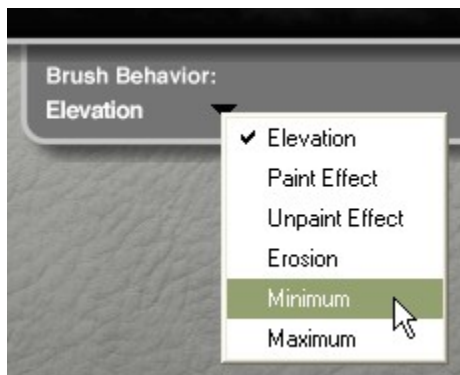 Brush Behavior:
Elevation
Elevation
Paint Effect
Unpaint Effect
Erosion
Minimum
Maximum